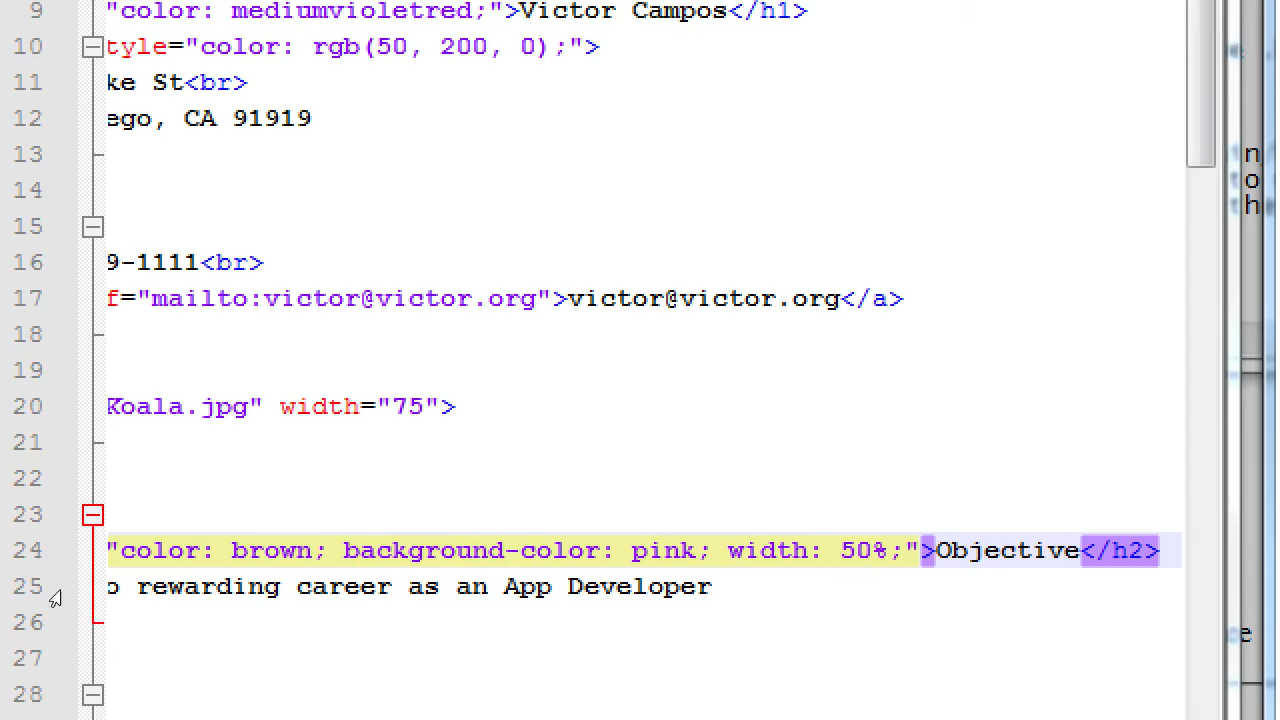 9 "color: mediumvioletred;">Victor Campos</h1>
10 tyle="color: rgb(50, 200, 0);">
11 ke St<br>
12 ego, CA 91919
13
14
15
16 9-1111<br>
17 f="mailto:victor@victor.org">victor@victor.org</a>
18
19
20 Koala.jpg" width="75">
21
22
23
24 "color: brown; background-color: pink; width: 50%;">Objective</h2>
25 o rewarding career as an App Developer
26
27
28